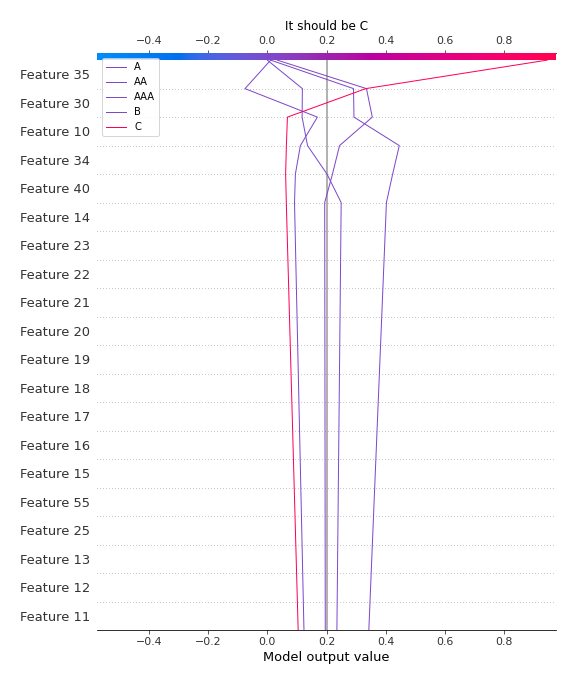 It should be C
−0.4 −0.2 0.0 0.2 0.4 0.6 0.8
A
AA
AAA
B
C
Feature 35
Feature 30
Feature 10
Feature 34
Feature 40
Feature 14
Feature 23
Feature 22
Feature 21
Feature 20
Feature 19
Feature 18
Feature 17
Feature 16
Feature 15
Feature 55
Feature 25
Feature 13
Feature 12
Feature 11
−0.4 −0.2 0.0 0.2 0.4 0.6 0.8
Model output value